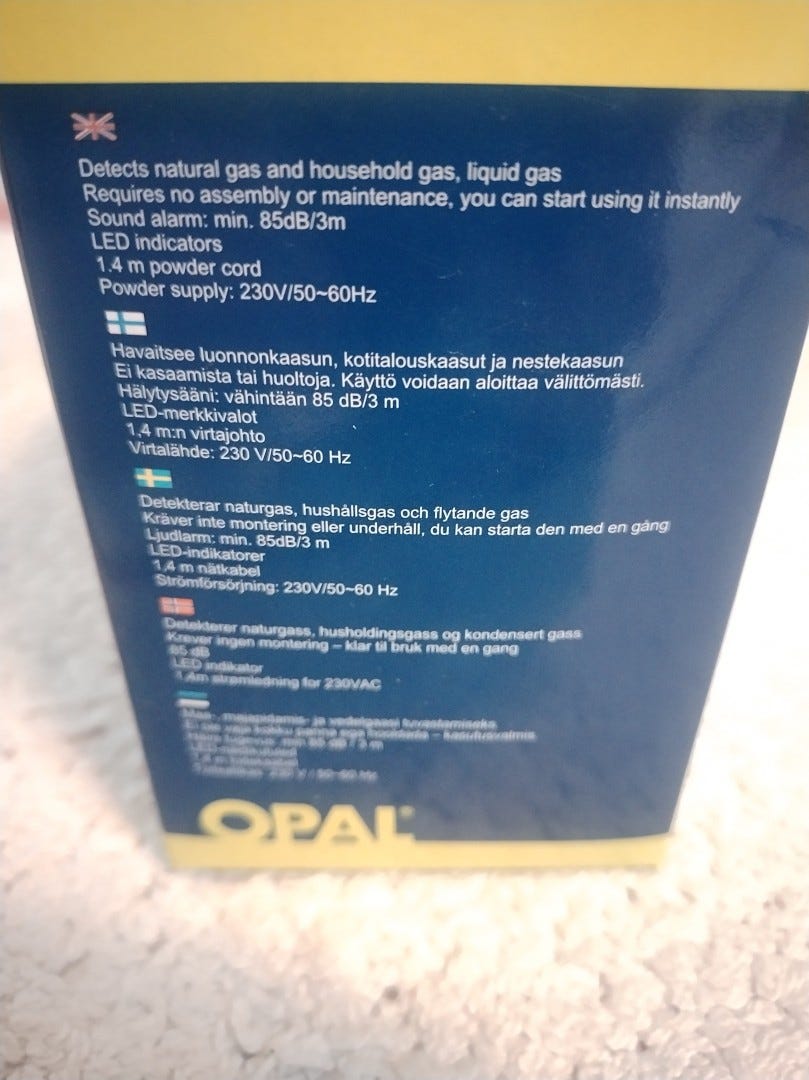 Detects natural gas and household gas, liquid gas
Requires no assembly or maintenance, you can start using it instantly
Sound alarm: min. 85dB/3m
LED indicators
1.4 m powder cord
Powder supply: 230V/50~60Hz
Havaitsee luonnonkaasun, kotitalouskaasut ja nestekaasun
Ei kasaamista tai huoltoja. Käyttö voidaan aloittaa välittömästi.
Hälytysääni: vähintään 85 dB/3 m
LED-merkkivalot
1,4 m:n virtajohto
Virtalähde: 230 V/50~60 Hz
Detekterar naturgas, hushållsgas och flytande gas
Kräver inte montering eller underhåll, du kan starta den med en gång
Ljudlarm: min. 85dB/3 m
LED-indikatorer
1,4 m nätkabel
Strömförsörjning: 230V/50~60 Hz
Detekterer naturgass, husholdingsgass og kondensert gass
Krever ingen montering – klar til bruk med en gang
85 dB
LED indikator
1,4m strømledning for 230VAC
OPAL